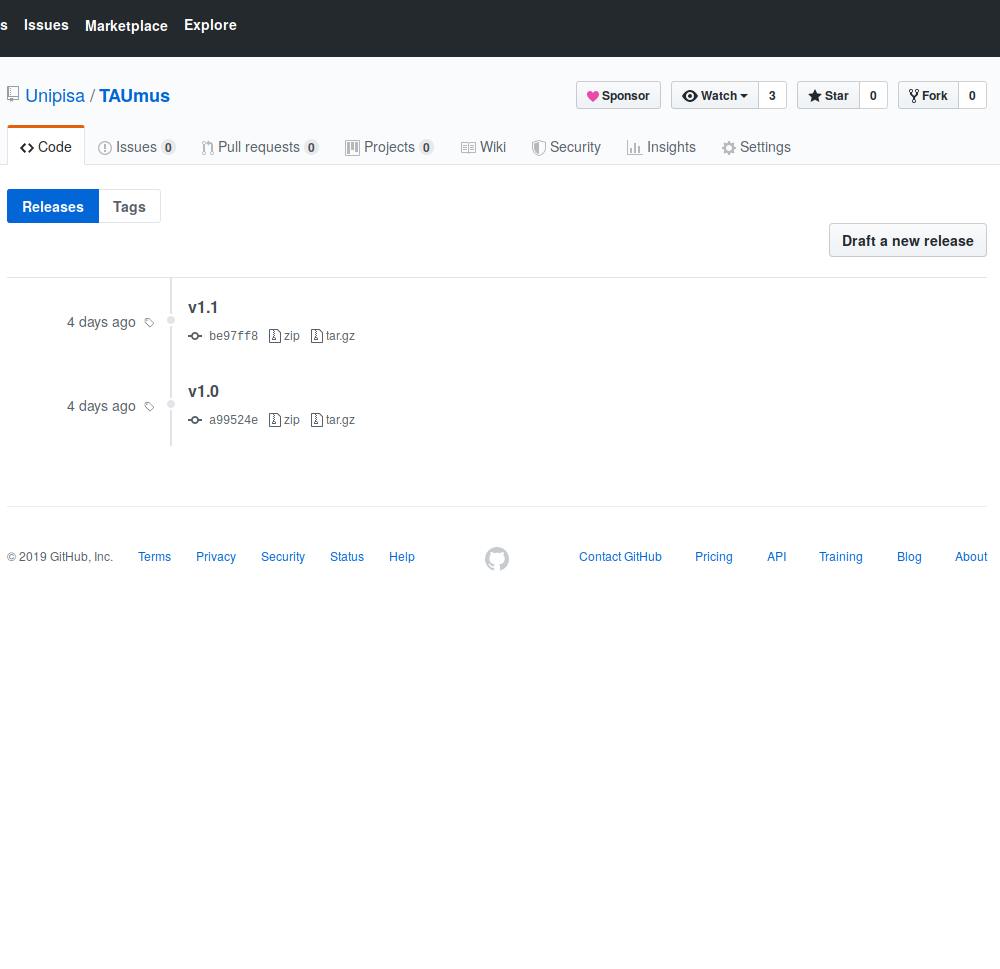 s Issues Marketplace Explore
Unipisa / TAUmus Sponsor Watch 3 Star 0 Fork 0
Code Issues 0 Pull requests 0 Projects 0 Wiki Security Insights Settings
Releases Tags
Draft a new release
v1.1
4 days ago
be97ff8 zip tar.gz
v1.0
4 days ago
a99524e zip tar.gz
© 2019 GitHub, Inc. Terms Privacy Security Status Help Contact GitHub Pricing API Training Blog About